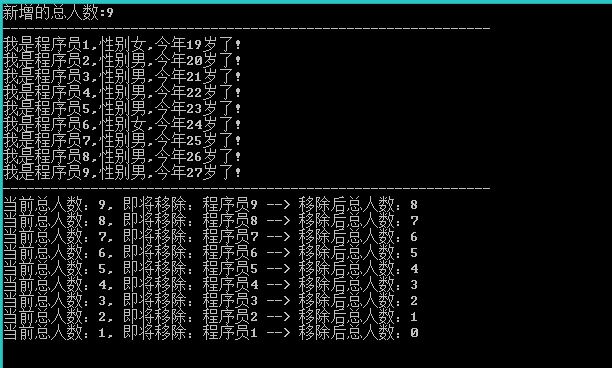 新增的总人数:9
------------------------------------------------------------
我是程序员1,性别女,今年19岁了!
我是程序员2,性别男,今年20岁了!
我是程序员3,性别男,今年21岁了!
我是程序员4,性别男,今年22岁了!
我是程序员5,性别男,今年23岁了!
我是程序员6,性别女,今年24岁了!
我是程序员7,性别男,今年25岁了!
我是程序员8,性别男,今年26岁了!
我是程序员9,性别男,今年27岁了!
------------------------------------------------------------
当前总人数：9, 即将移除：程序员9 --> 移除后总人数：8
当前总人数：8, 即将移除：程序员8 --> 移除后总人数：7
当前总人数：7, 即将移除：程序员7 --> 移除后总人数：6
当前总人数：6, 即将移除：程序员6 --> 移除后总人数：5
当前总人数：5, 即将移除：程序员5 --> 移除后总人数：4
当前总人数：4, 即将移除：程序员4 --> 移除后总人数：3
当前总人数：3, 即将移除：程序员3 --> 移除后总人数：2
当前总人数：2, 即将移除：程序员2 --> 移除后总人数：1
当前总人数：1, 即将移除：程序员1 --> 移除后总人数：0